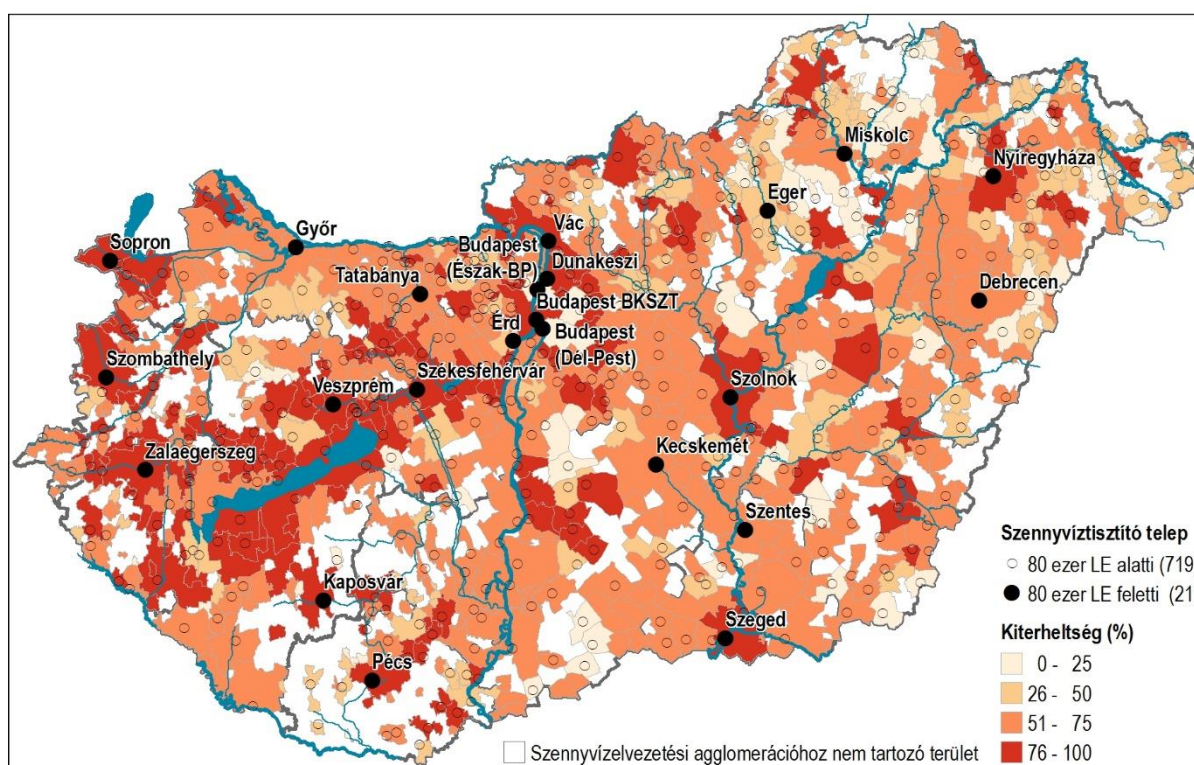 Miskolc
Nyíregyháza
Eger
Vác
Győr
Sopron
Budapest
(Észak-BP)
Dunakeszi
Tatabánya
Debrecen
Budapest BKSZT
Érd
Budapest
(Dél-Pest)
Szombathely
Székesfehérvár
Veszprém
Szolnok
Zalaegerszeg
Kecskemét
Szentes
Kaposvár
Szeged
Pécs
Szennyvíztisztító telep
80 ezer LE alatti (719
80 ezer LE feletti (21
Kiterheltség (%)
0 - 25
26 - 50
51 - 75
76 - 100
Szennyvízelvezetési agglomerációhoz nem tartozó terület